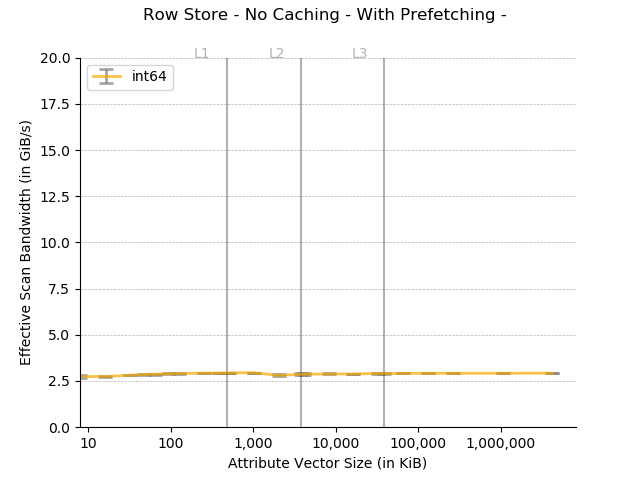 Row Store - No Caching - With Prefetching -
L1 L2 L3
int64
20.0
17.5
15.0
12.5
10.0
7.5
5.0
2.5
0.0
Effective Scan Bandwidth (in GiB/s)
10 100 1,000 10,000 100,000 1,000,000
Attribute Vector Size (in KiB)